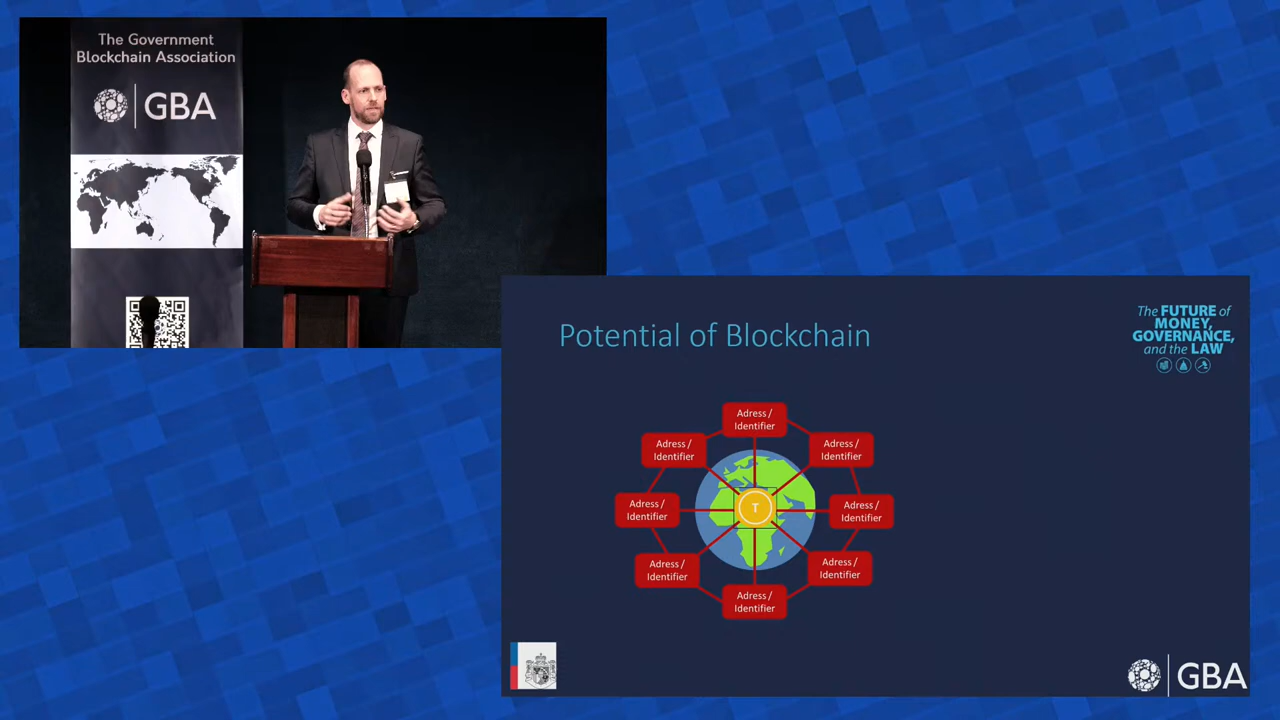 The Government
Blockchain Association
GBA
Potential of Blockchain
The FUTURE of
MONEY,
GOVERNANCE,
and the LAW
Adress /
Identifier
Adress /
Identifier
Adress /
Identifier
Adress /
Identifier
Adress /
Identifier
T
Adress /
Identifier
Adress /
Identifier
Adress /
Identifier
GBA